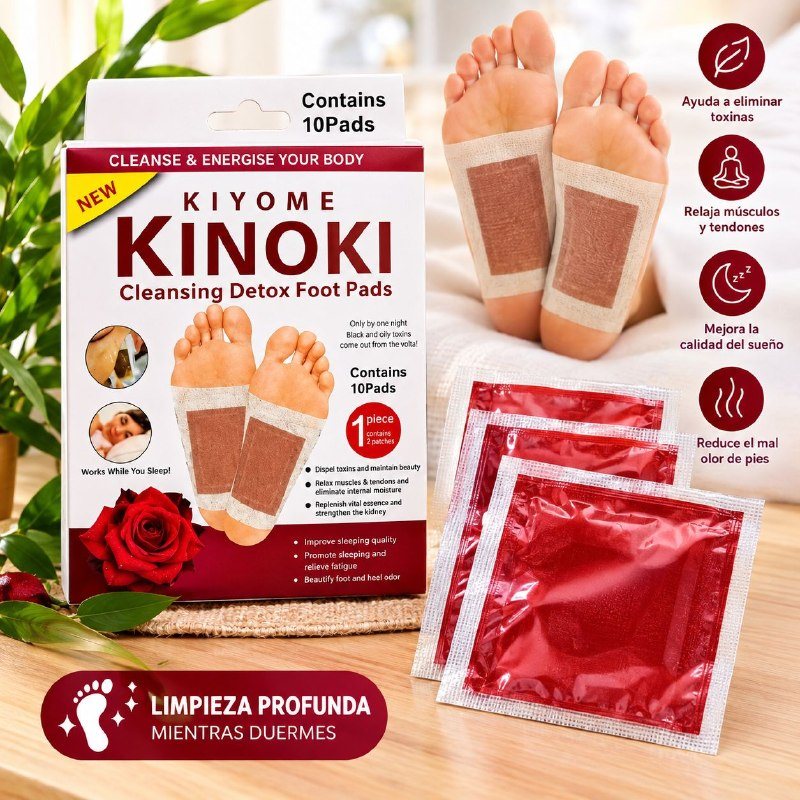 Contains
10Pads
CLEANSE & ENERGISE YOUR BODY
NEW
KIYOME
KINOKI
Cleansing Detox Foot Pads
Only by one night
Black and oily toxins
come out from the volta!
Contains
10Pads
1 piece
contains
2 patches
Works While You Sleep!
• Dispel toxins and maintain beauty
• Relax muscles & tendons and
eliminate internal moisture
• Replenish vital essence and
strengthen the kidney
• Improve sleeping quality
• Promote sleeping and
relieve fatigue
• Beautify foot and heel odor
Ayuda a eliminar
toxinas
Relaja músculos
y tendones
z z z
Mejora la
calidad del sueño
Reduce el mal
olor de pies
LIMPIEZA PROFUNDA
MIENTRAS DUERMES